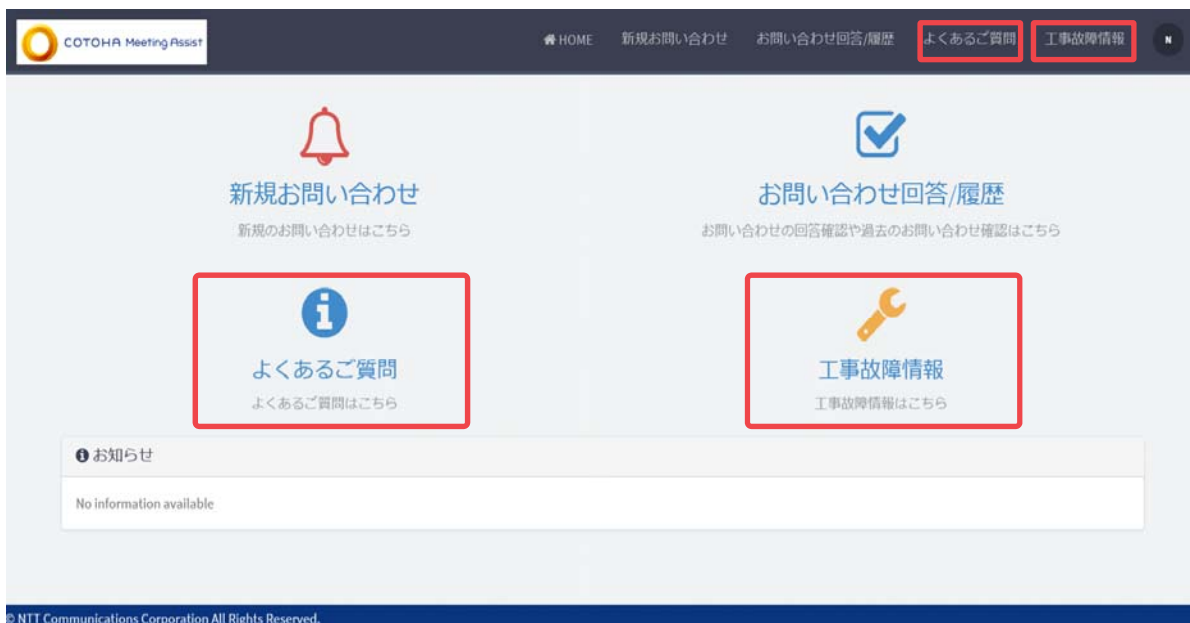 COTOHA Meeting Assist
HOME 新規お問い合わせ お問い合わせ回答/履歴 よくあるご質問 工事故障情報 N
新規お問い合わせ
新規のお問い合わせはこちら
お問い合わせ回答/履歴
お問い合わせの回答確認や過去のお問い合わせ確認はこちら
よくあるご質問
よくあるご質問はこちら
工事故障情報
工事故障情報はこちら
お知らせ
No information available
© NTT Communications Corporation All Rights Reserved.